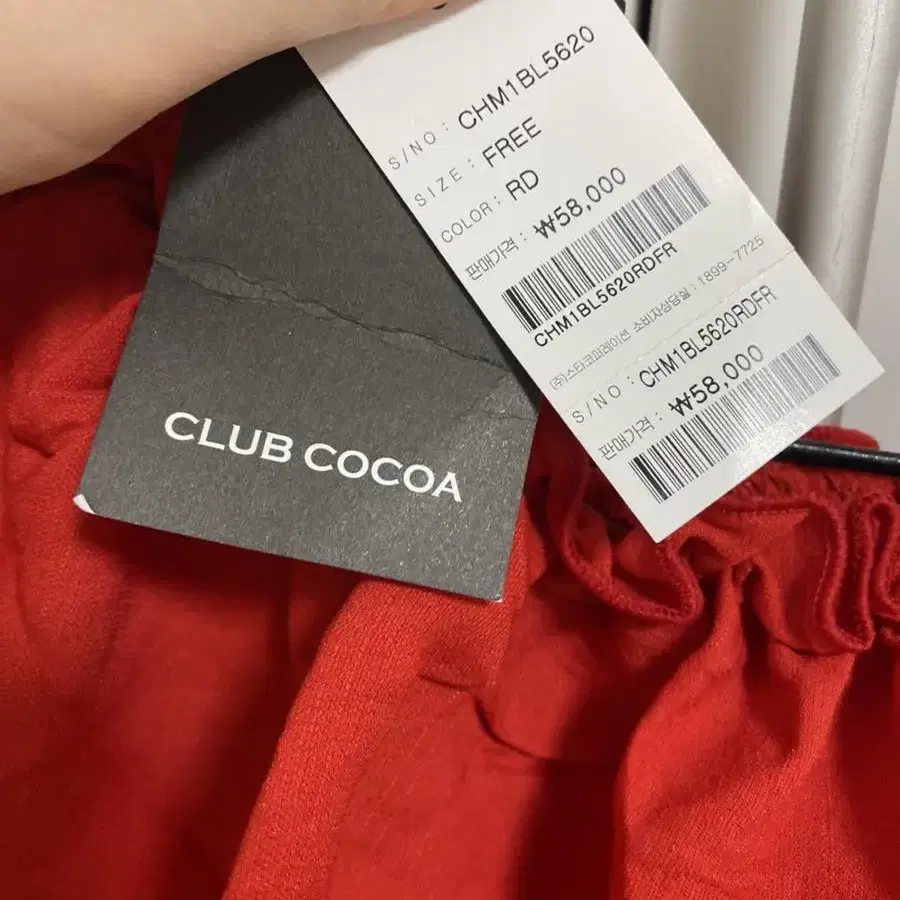 S/NO : CHM1BL5620
SIZE : FREE
COLOR : RD
판매가격 : ₩58,000
CHM1BL5620RDFR
(주)스타코퍼레이션 소비자상담실 : 1899-7725
S/NO : CHM1BL5620RDFR
판매가격 : ₩58,000
CLUB COCOA